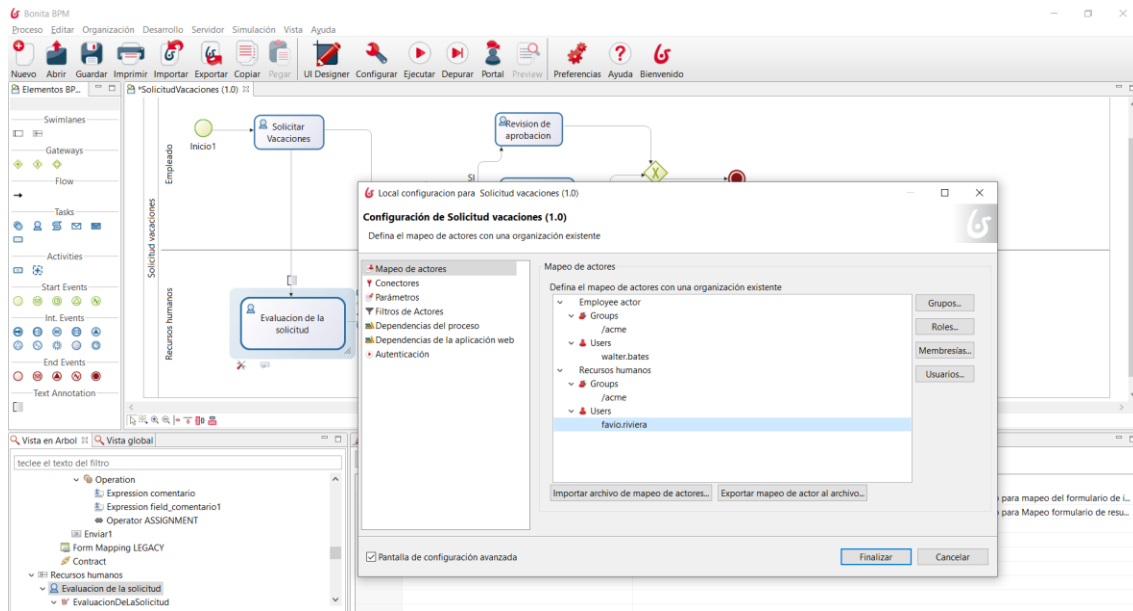 Bonita BPM
Proceso Editar Organización Desarrollo Servidor Simulación Vista Ayuda
Nuevo Abrir Guardar Imprimir Importar Exportar Copiar Pegar UI Designer Configurar Ejecutar Depurar Portal Preview Preferencias Ayuda Bienvenido
Elementos BP...
*SolicitudVacaciones (1.0)
Swimlanes
Gateways
Flow
Tasks
Activities
Start Events
Int. Events
End Events
Text Annotation
Solicitud vacaciones
Empleado
Recursos humanos
Inicio1
Solicitar
Vacaciones
Revision de
aprobacion
SI
Evaluacion de la
solicitud
Local configuracion para Solicitud vacaciones (1.0)
Configuración de Solicitud vacaciones (1.0)
Defina el mapeo de actores con una organización existente
Mapeo de actores
Conectores
Parámetros
Filtros de Actores
Dependencias del proceso
Dependencias de la aplicación web
Autenticación
Mapeo de actores
Defina el mapeo de actores con una organización existente
Employee actor
Groups
/acme
Users
walter.bates
Recursos humanos
Groups
/acme
Users
favio.riviera
Grupos...
Roles...
Membresías...
Usuarios...
Importar archivo de mapeo de actores... Exportar mapeo de actor al archivo...
Pantalla de configuración avanzada
Finalizar Cancelar
Vista en Arbol Vista global
teclee el texto del filtro
Operation
Expression comentario
Expression field_comentario1
Operator ASSIGNMENT
Enviar1
Form Mapping LEGACY
Contract
Recursos humanos
Evaluacion de la solicitud
EvaluacionDeLaSolicitud
para mapeo del formulario de i...
para Mapeo formulario de resu...